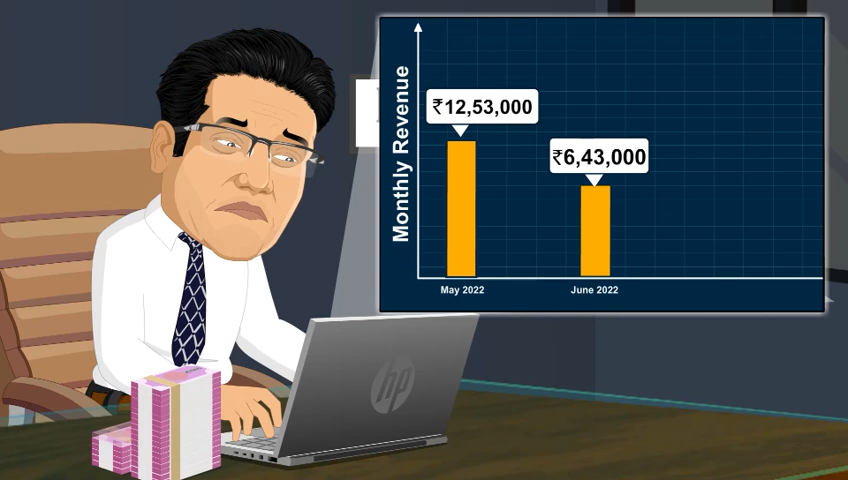 ₹12,53,000
₹6,43,000
Monthly Revenue
May 2022
June 2022
hp